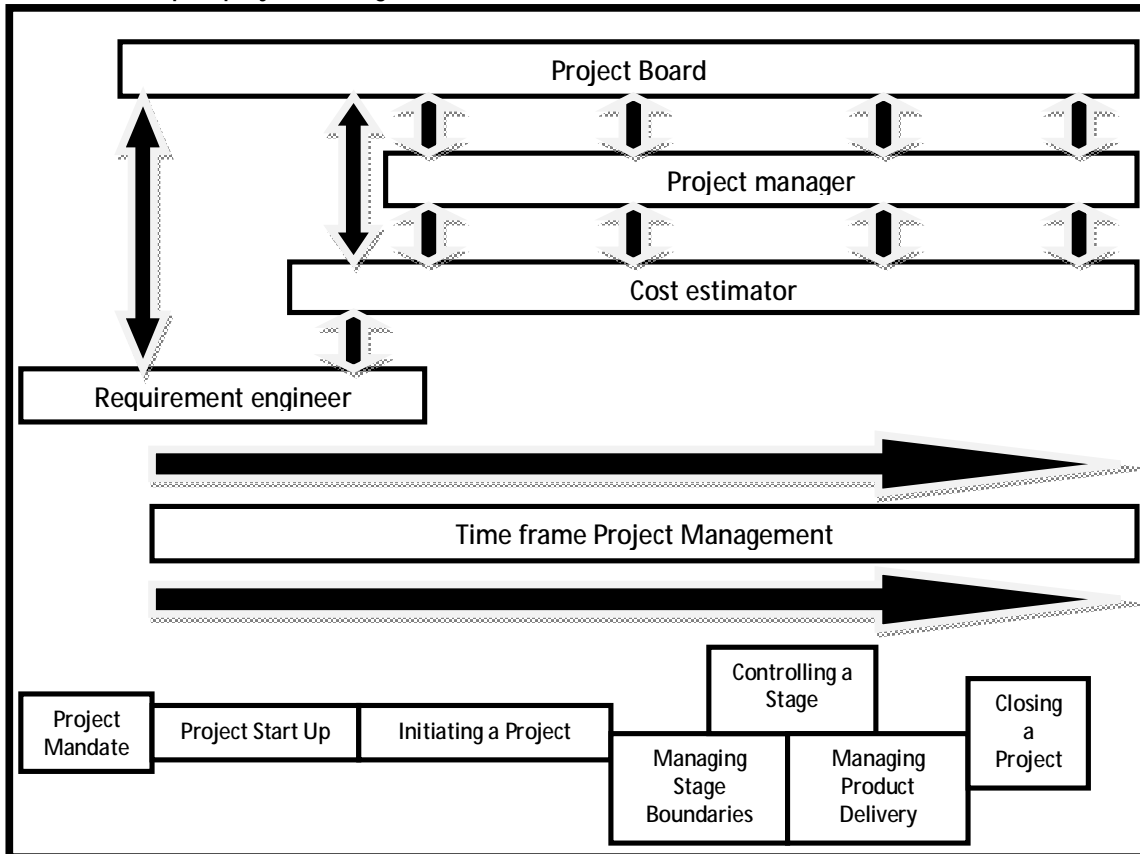 Project Board
Project manager
Cost estimator
Requirement engineer
Time frame Project Management
Controlling a
Stage
Project
Mandate
Project Start Up
Initiating a Project
Closing
a
Project
Managing
Stage
Boundaries
Managing
Product
Delivery